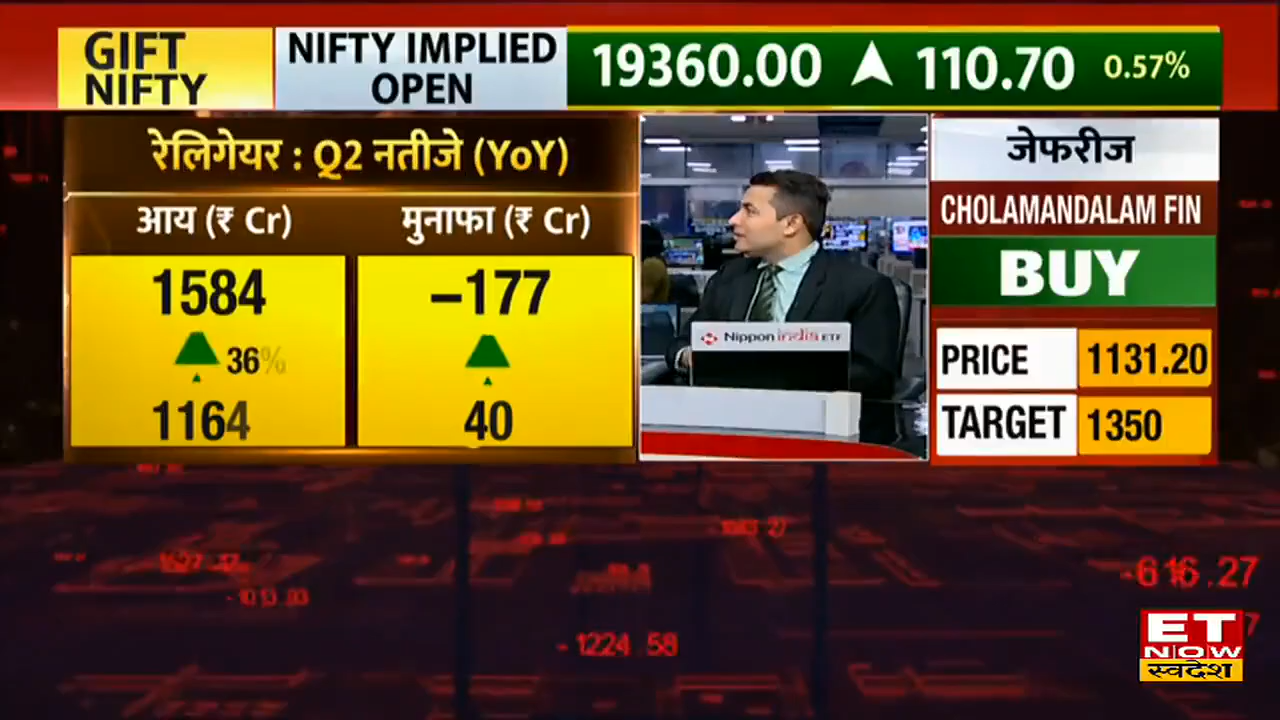 GIFT
NIFTY
NIFTY IMPLIED
OPEN
19360.00 110.70 0.57%
रेलिगेयर : Q2 नतीजे (YoY)
आय (₹ Cr)
मुनाफा (₹ Cr)
1584
36%
1164
–177
40
Nippon india ETF
जेफरीज
CHOLAMANDALAM FIN
BUY
PRICE 1131.20
TARGET 1350
-616.27
-1224.58
ET
NOW
स्वदेश